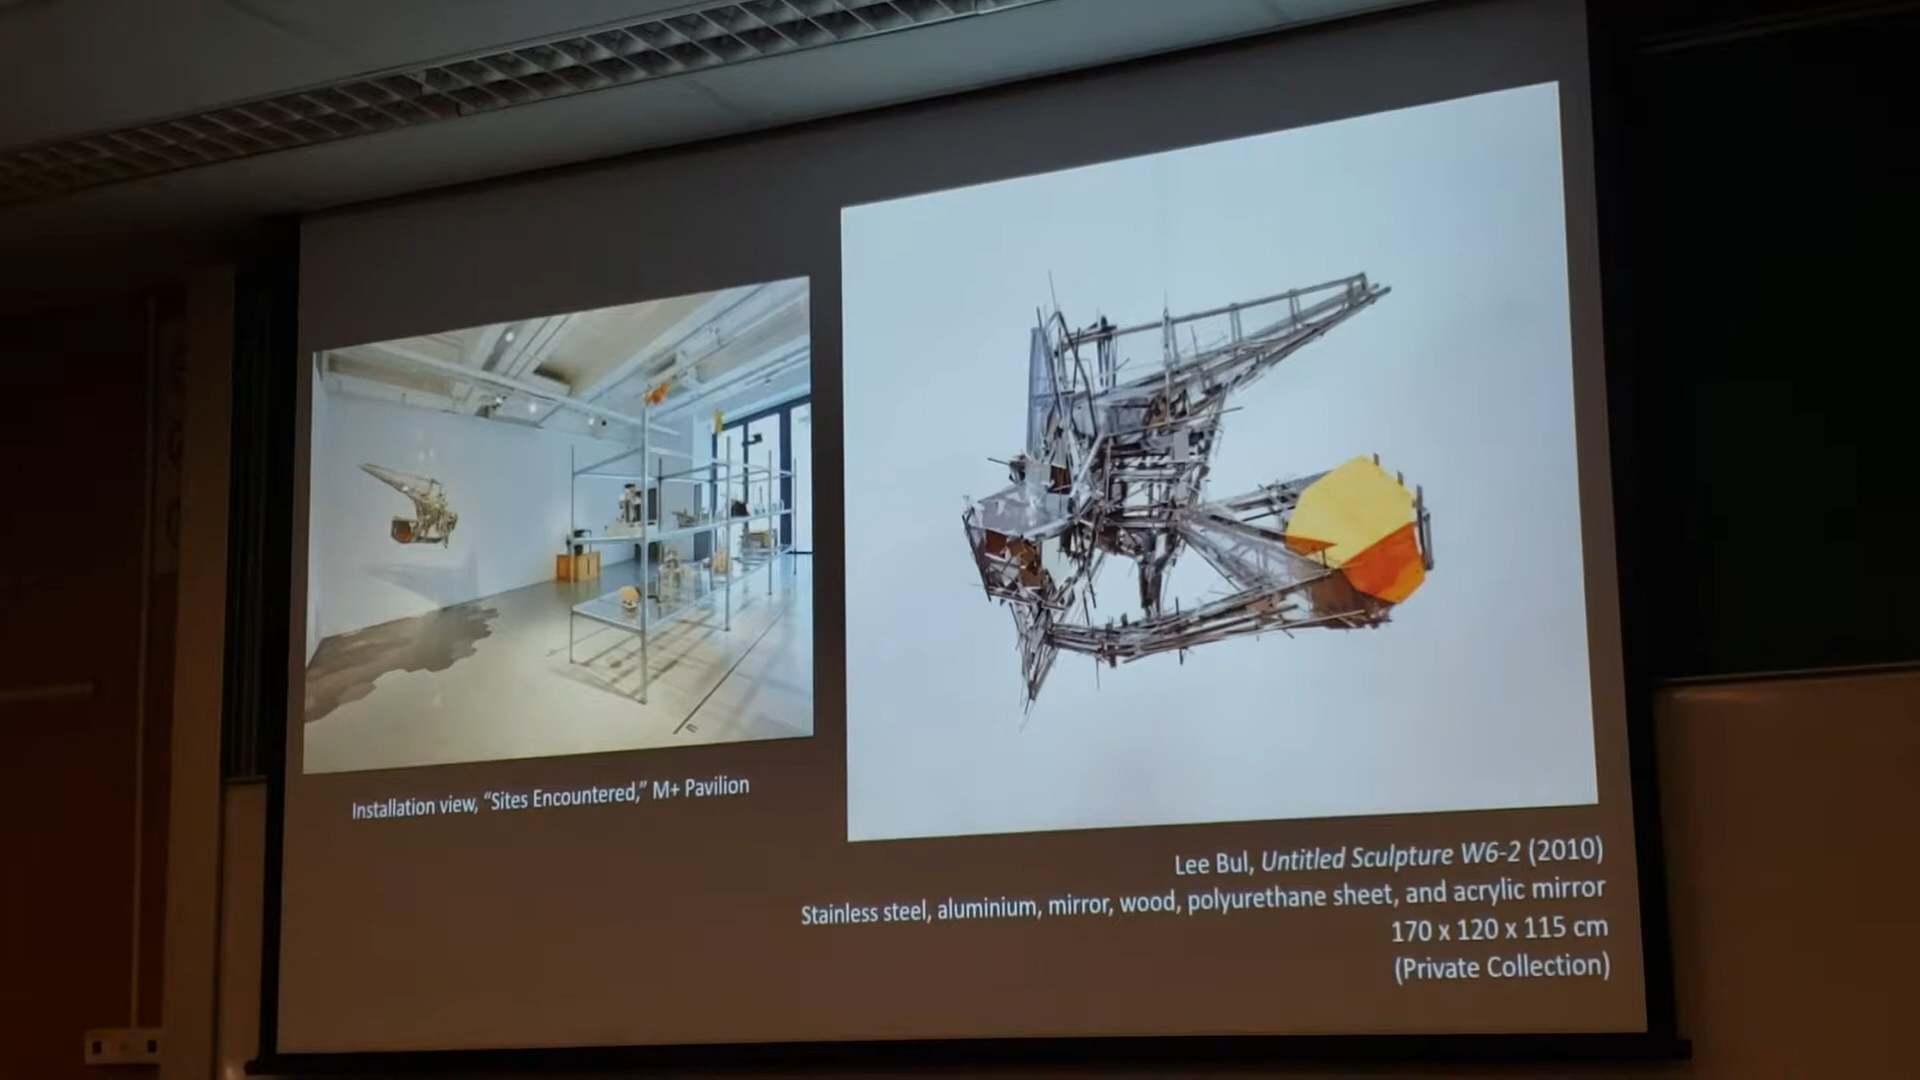 Installation view, “Sites Encountered,” M+ Pavilion
Lee Bul, Untitled Sculpture W6-2 (2010)
Stainless steel, aluminium, mirror, wood, polyurethane sheet, and acrylic mirror
170 x 120 x 115 cm
(Private Collection)